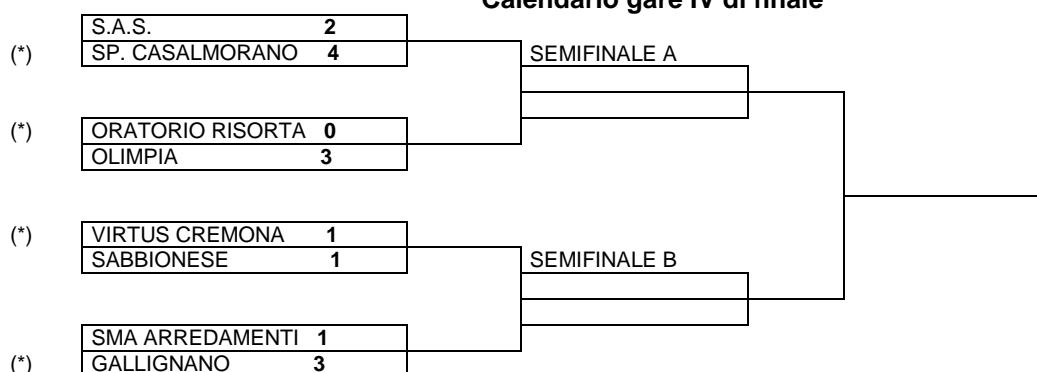 Calendario gare IV di finale
S.A.S. 2
(*) SP. CASALMORANO 4
SEMIFINALE A
(*) ORATORIO RISORTA 0
OLIMPIA 3
(*) VIRTUS CREMONA 1
SABBIONESE 1
SEMIFINALE B
SMA ARREDAMENTI 1
(*) GALLIGNANO 3